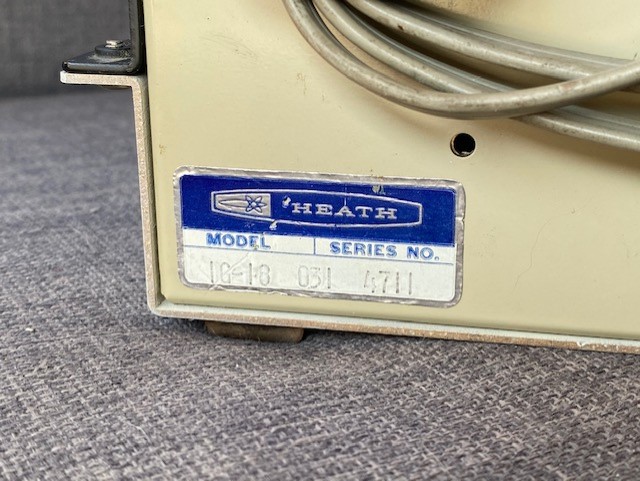 HEATH
MODEL SERIES NO.
IG-18 031 4711